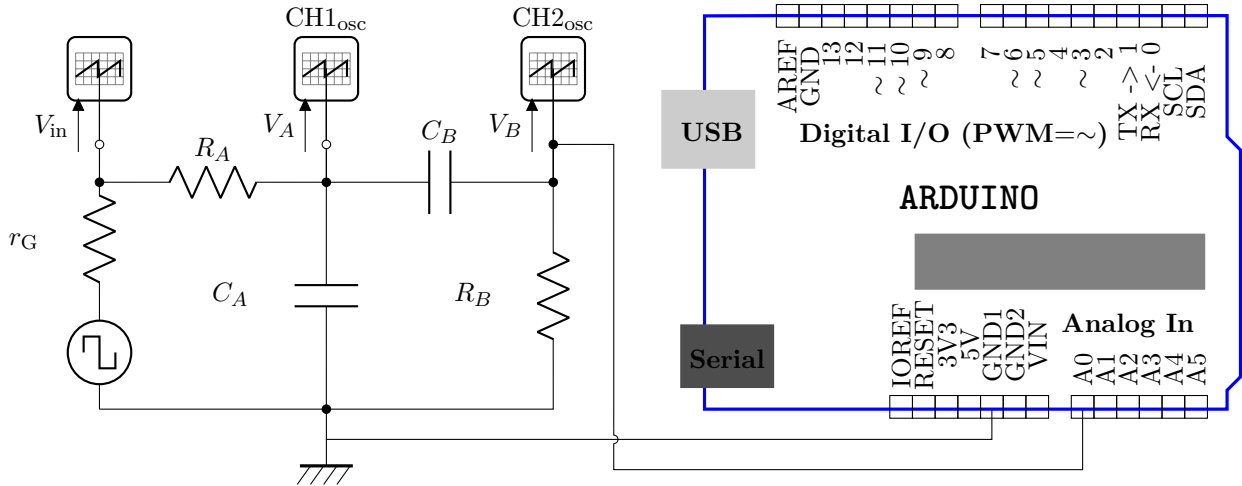 CH1osc
CH2osc
Vin
VA
VB
CB
RA
rG
CA
RB
AREF
GND
13
12
~ 11
~ 10
~ 9
8
7
~ 6
~ 5
4
~ 3
2
TX -> 1
RX <- 0
SCL
SDA
USB
Digital I/O (PWM=~)
ARDUINO
Serial
IOREF
RESET
3V3
5V
GND1
GND2
VIN
Analog In
A0
A1
A2
A3
A4
A5